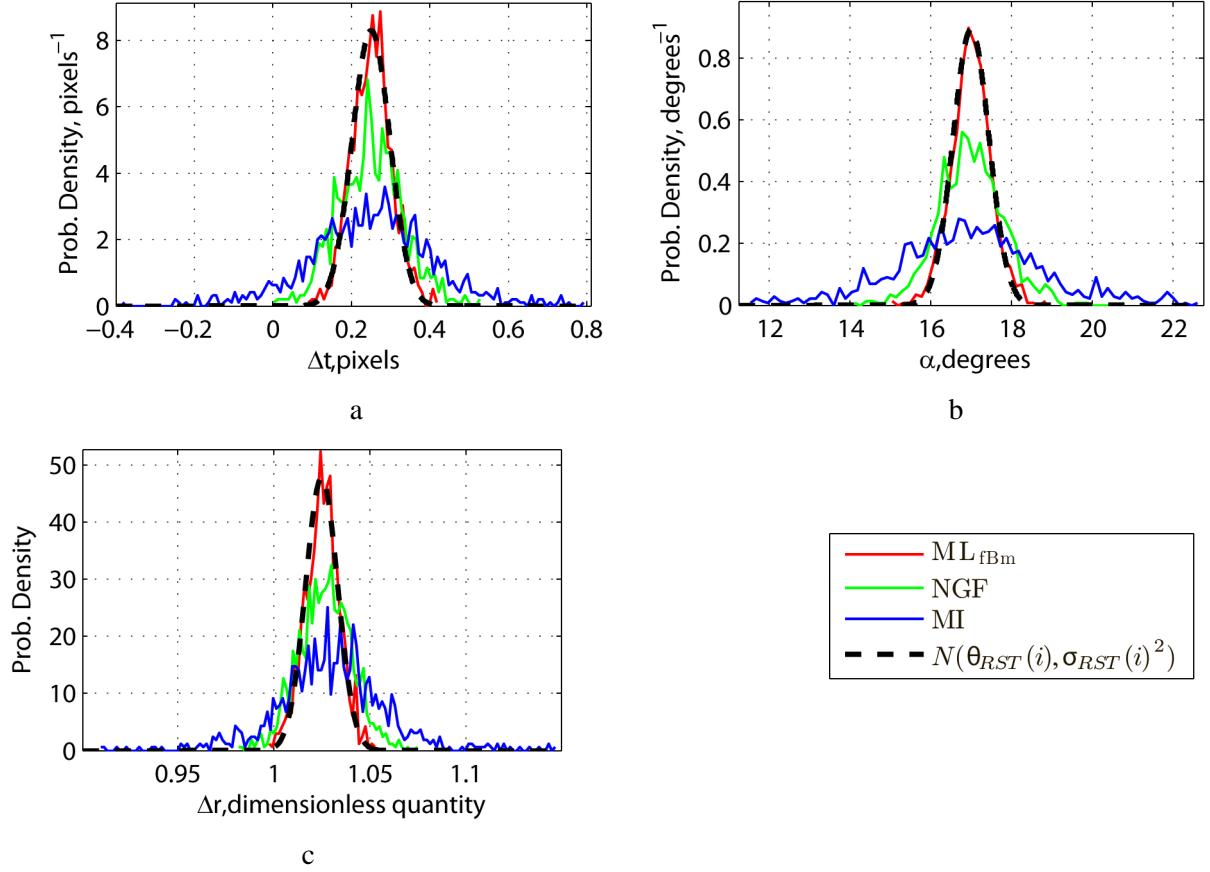 Prob. Density, pixels⁻¹
8
6
4
2
0
−0.4
−0.2
0
0.2
0.4
0.6
0.8
Δt,pixels
a
Prob. Density, degrees⁻¹
0.8
0.6
0.4
0.2
0
12
14
16
18
20
22
α,degrees
b
Prob. Density
50
40
30
20
10
0
0.95
1
1.05
1.1
Δr,dimensionless quantity
c
ML fBm
NGF
MI
N(θRST(i),σRST(i)²)